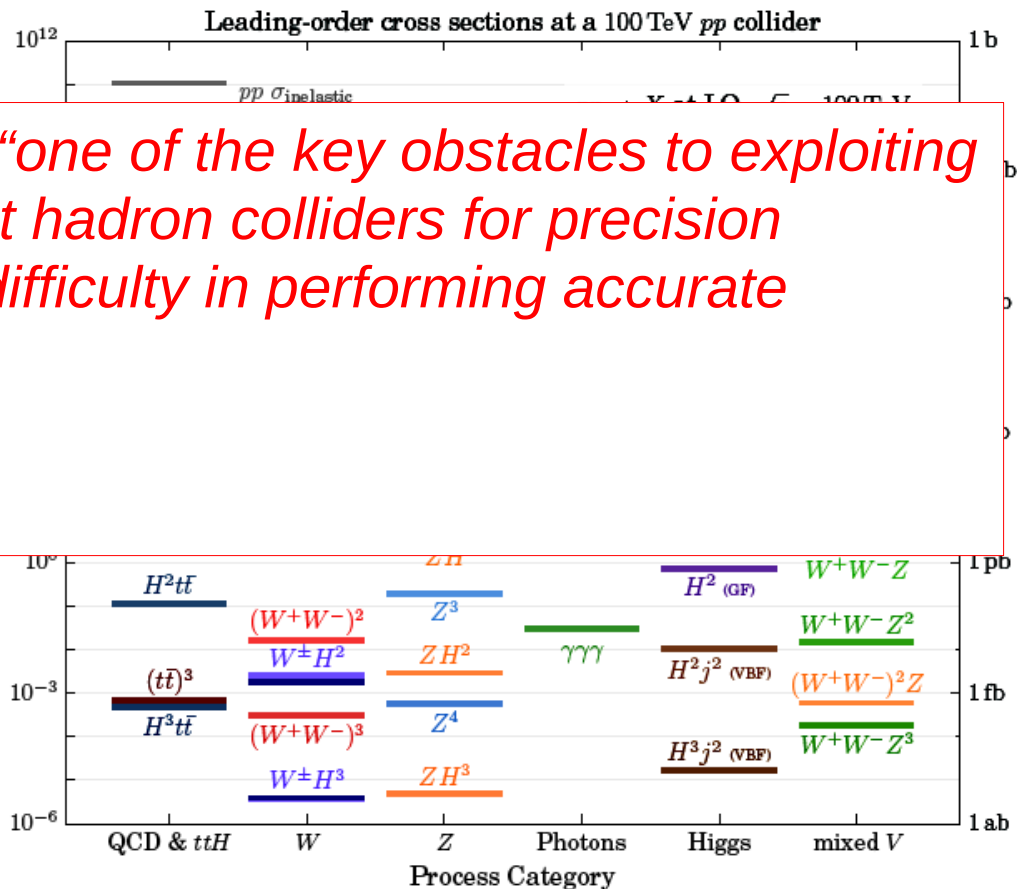 Leading-order cross sections at a 100 TeV pp collider
10¹² 1 b
pp σ_inelastic
“one of the key obstacles to exploiting
t hadron colliders for precision
difficulty in performing accurate
1 pb
H²tt̄
ZH
Z³
H² (GF)
W⁺W⁻Z
(W⁺W⁻)²
W±H²
ZH²
γγγ
W⁺W⁻Z²
H²j² (VBF)
(tt̄)³
(W⁺W⁻)²Z
10⁻³ 1 fb
H³tt̄
(W⁺W⁻)³
Z⁴
W⁺W⁻Z³
H³j² (VBF)
W±H³
ZH³
10⁻⁶ 1 ab
QCD & ttH W Z Photons Higgs mixed V
Process Category